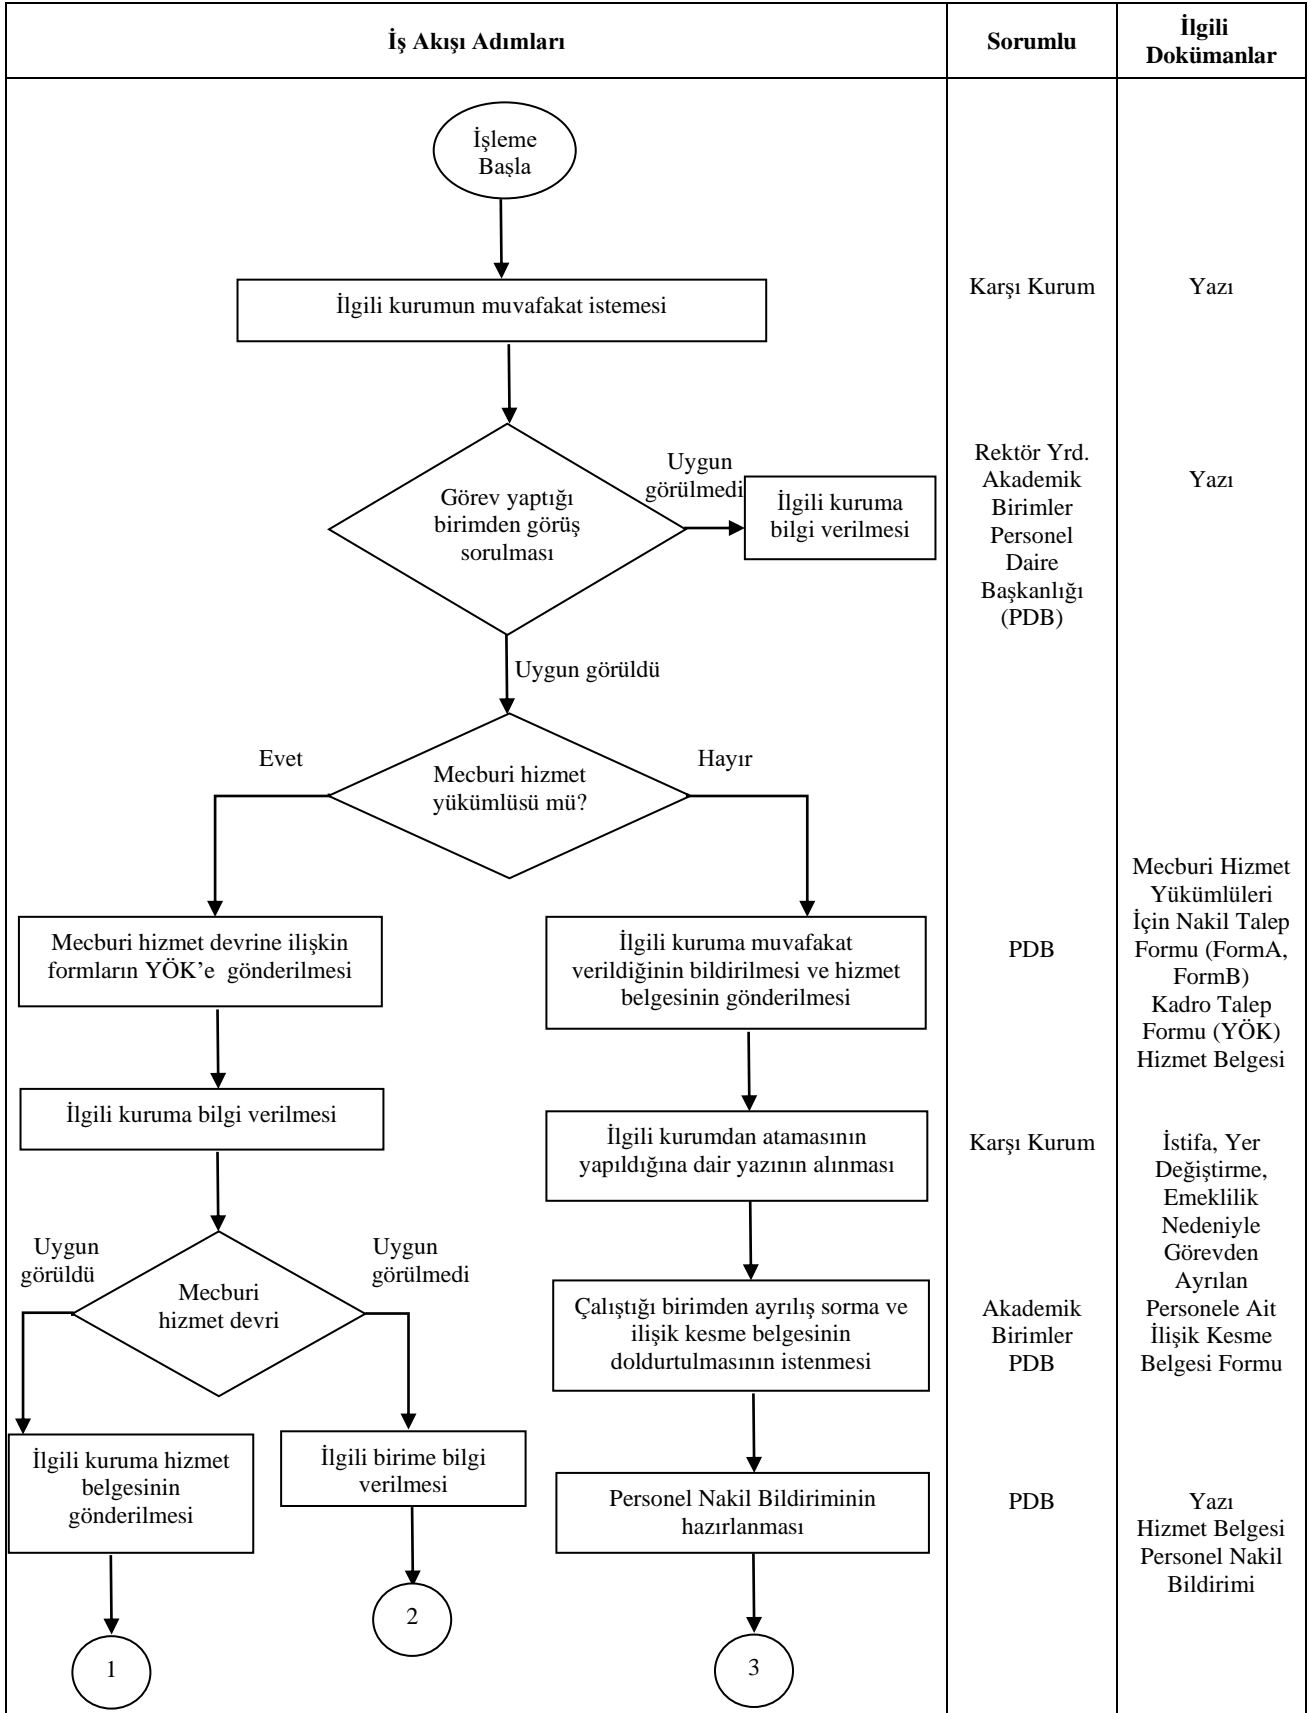 İş Akışı Adımları
Sorumlu
İlgili
Dokümanlar
İşleme
Başla
İlgili kurumun muvafakat istemesi
Karşı Kurum
Yazı
Görev yaptığı
birimden görüş
sorulması
Uygun
görülmedi
İlgili kuruma
bilgi verilmesi
Rektör Yrd.
Akademik
Birimler
Personel
Daire
Başkanlığı
(PDB)
Yazı
Uygun görüldü
Evet
Mecburi hizmet
yükümlüsü mü?
Hayır
Mecburi hizmet devrine ilişkin
formların YÖK’e  gönderilmesi
İlgili kuruma muvafakat
verildiğinin bildirilmesi ve hizmet
belgesinin gönderilmesi
PDB
Mecburi Hizmet
Yükümlüleri
İçin Nakil Talep
Formu (FormA,
FormB)
Kadro Talep
Formu (YÖK)
Hizmet Belgesi
İlgili kuruma bilgi verilmesi
İlgili kurumdan atamasının
yapıldığına dair yazının alınması
Karşı Kurum
İstifa, Yer
Değiştirme,
Emeklilik
Nedeniyle
Görevden
Ayrılan
Personele Ait
İlişik Kesme
Belgesi Formu
Uygun
görüldü
Mecburi
hizmet devri
Uygun
görülmedi
Çalıştığı birimden ayrılış sorma ve
ilişik kesme belgesinin
doldurtulmasının istenmesi
Akademik
Birimler
PDB
İlgili kuruma hizmet
belgesinin
gönderilmesi
İlgili birime bilgi
verilmesi
Personel Nakil Bildiriminin
hazırlanması
PDB
Yazı
Hizmet Belgesi
Personel Nakil
Bildirimi
1
2
3